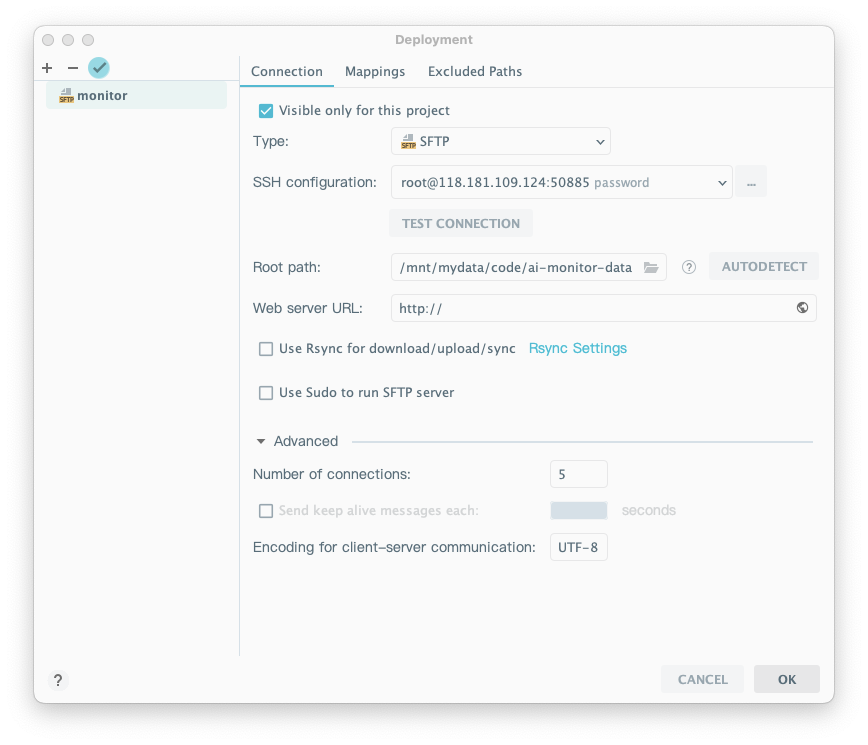 Deployment
SFTP monitor
Connection Mappings Excluded Paths
Visible only for this project
Type: SFTP SFTP
SSH configuration: root@118.181.109.124:50885 password ...
TEST CONNECTION
Root path: /mnt/mydata/code/ai-monitor-data ? AUTODETECT
Web server URL: http://
Use Rsync for download/upload/sync Rsync Settings
Use Sudo to run SFTP server
Advanced
Number of connections: 5
Send keep alive messages each: seconds
Encoding for client-server communication: UTF-8
? CANCEL OK